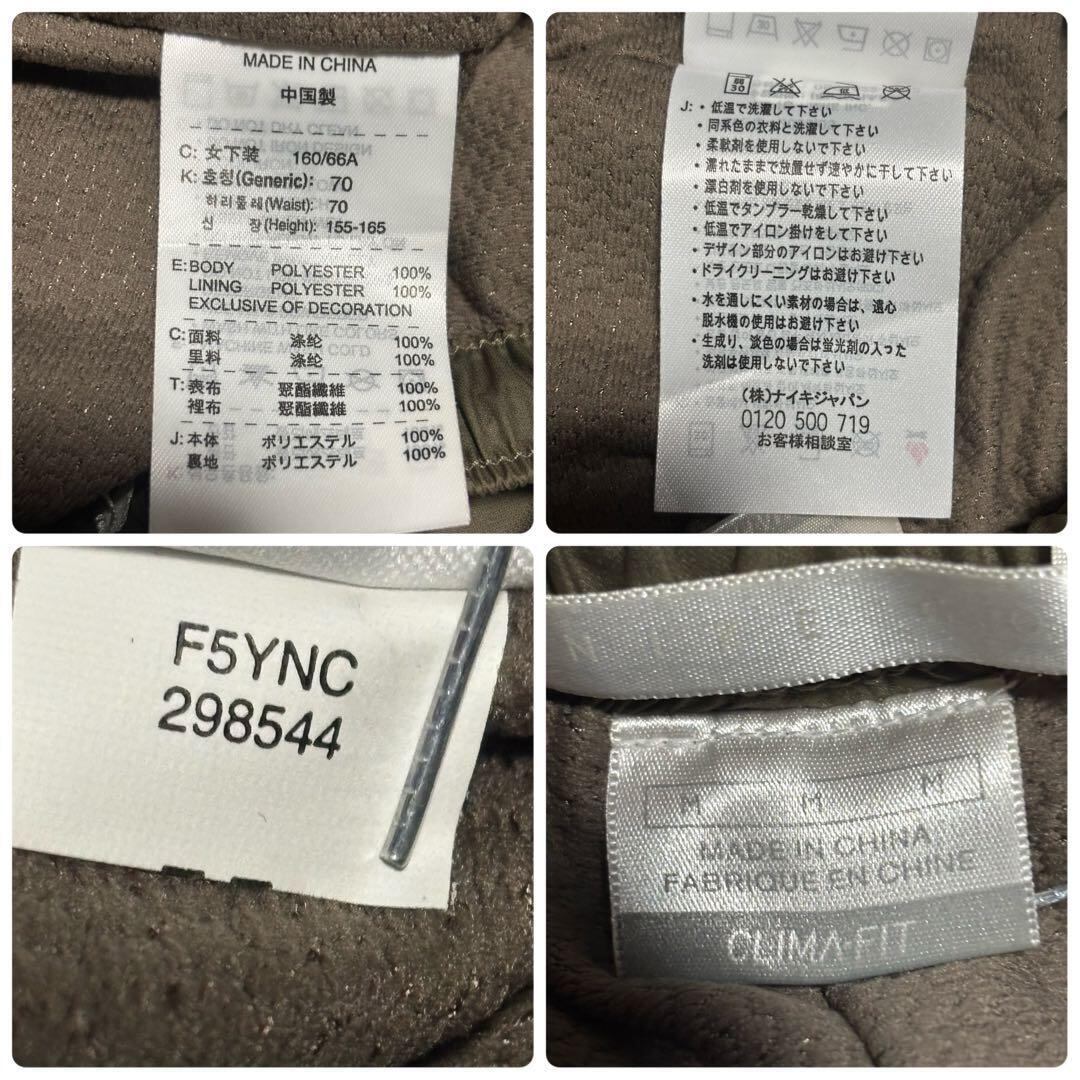 MADE IN CHINA
中国製
C: 女下装 160/66A
K: 호칭(Generic): 70
허리둘레(Waist): 70
신 장(Height): 155-165
E: BODY POLYESTER 100%
LINING POLYESTER 100%
EXCLUSIVE OF DECORATION
C: 面料 涤纶 100%
里料 涤纶 100%
T: 表布 聚酯纖維 100%
裡布 聚酯纖維 100%
J: 本体 ポリエステル 100%
裏地 ポリエステル 100%
30
J: ・低温で洗濯して下さい
・同系色の衣料と洗濯して下さい
・柔軟剤を使用しないで下さい
・濡れたままで放置せず速やかに干して下さい
・漂白剤を使用しないで下さい
・低温でタンブラー乾燥して下さい
・低温でアイロン掛けをして下さい
・デザイン部分のアイロンはお避け下さい
・ドライクリーニングはお避け下さい
・水を通しにくい素材の場合は、遠心
脱水機の使用はお避け下さい
・生成り、淡色の場合は蛍光剤の入った
洗剤は使用しないで下さい
(株)ナイキジャパン
0120 500 719
お客様相談室
F5YNC
298544
N I K E
M M M
MADE IN CHINA
FABRIQUE EN CHINE
CLIMA-FIT